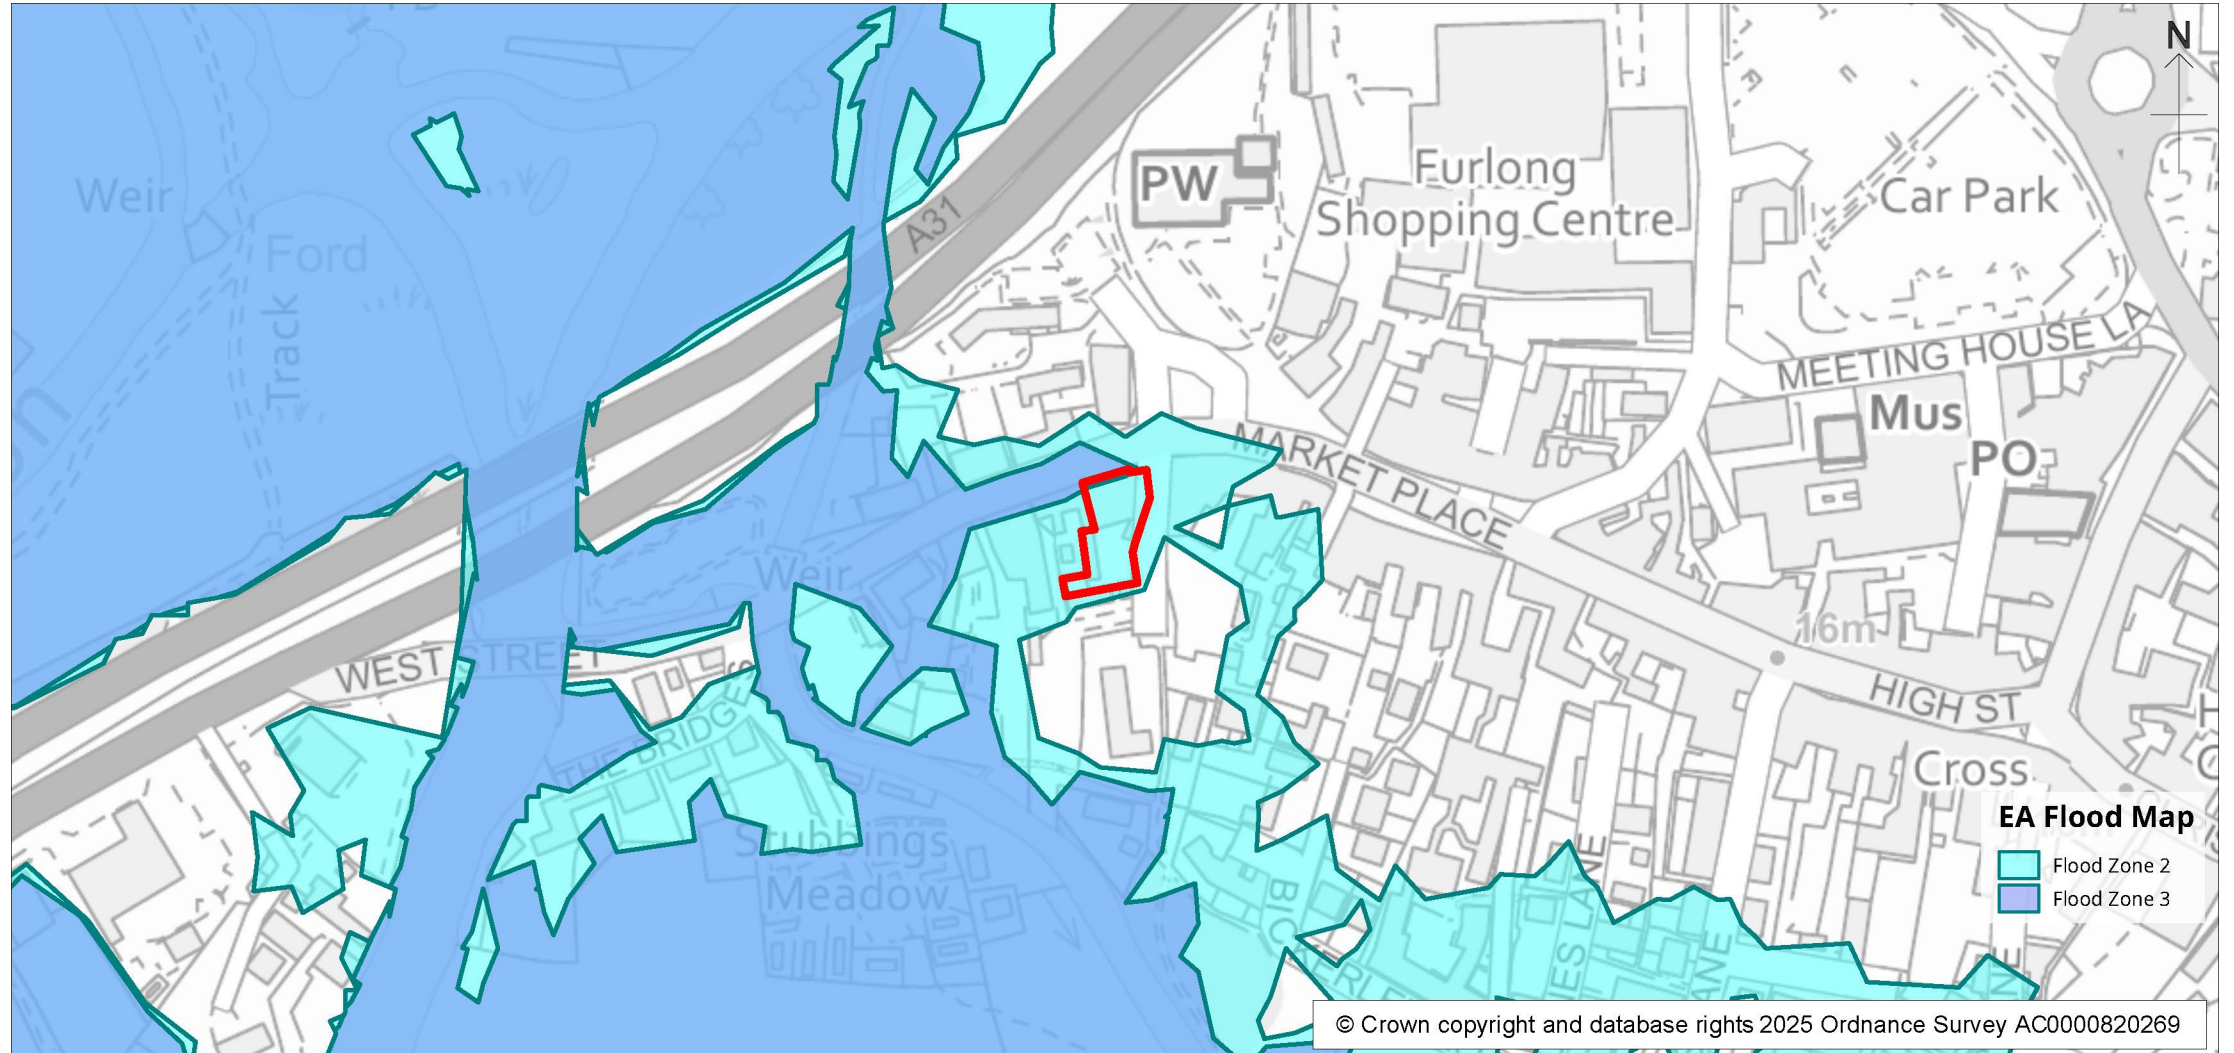 N
A31
PW
Furlong
Shopping Centre
Car Park
Weir
Ford
Track
MEETING HOUSE LA
Mus
PO
MARKET PLACE
Weir
16m
WEST STREET
HIGH ST
THE BRIDGES
Cross
Stubbings
Meadow
EA Flood Map
Flood Zone 2
Flood Zone 3
© Crown copyright and database rights 2025 Ordnance Survey AC0000820269